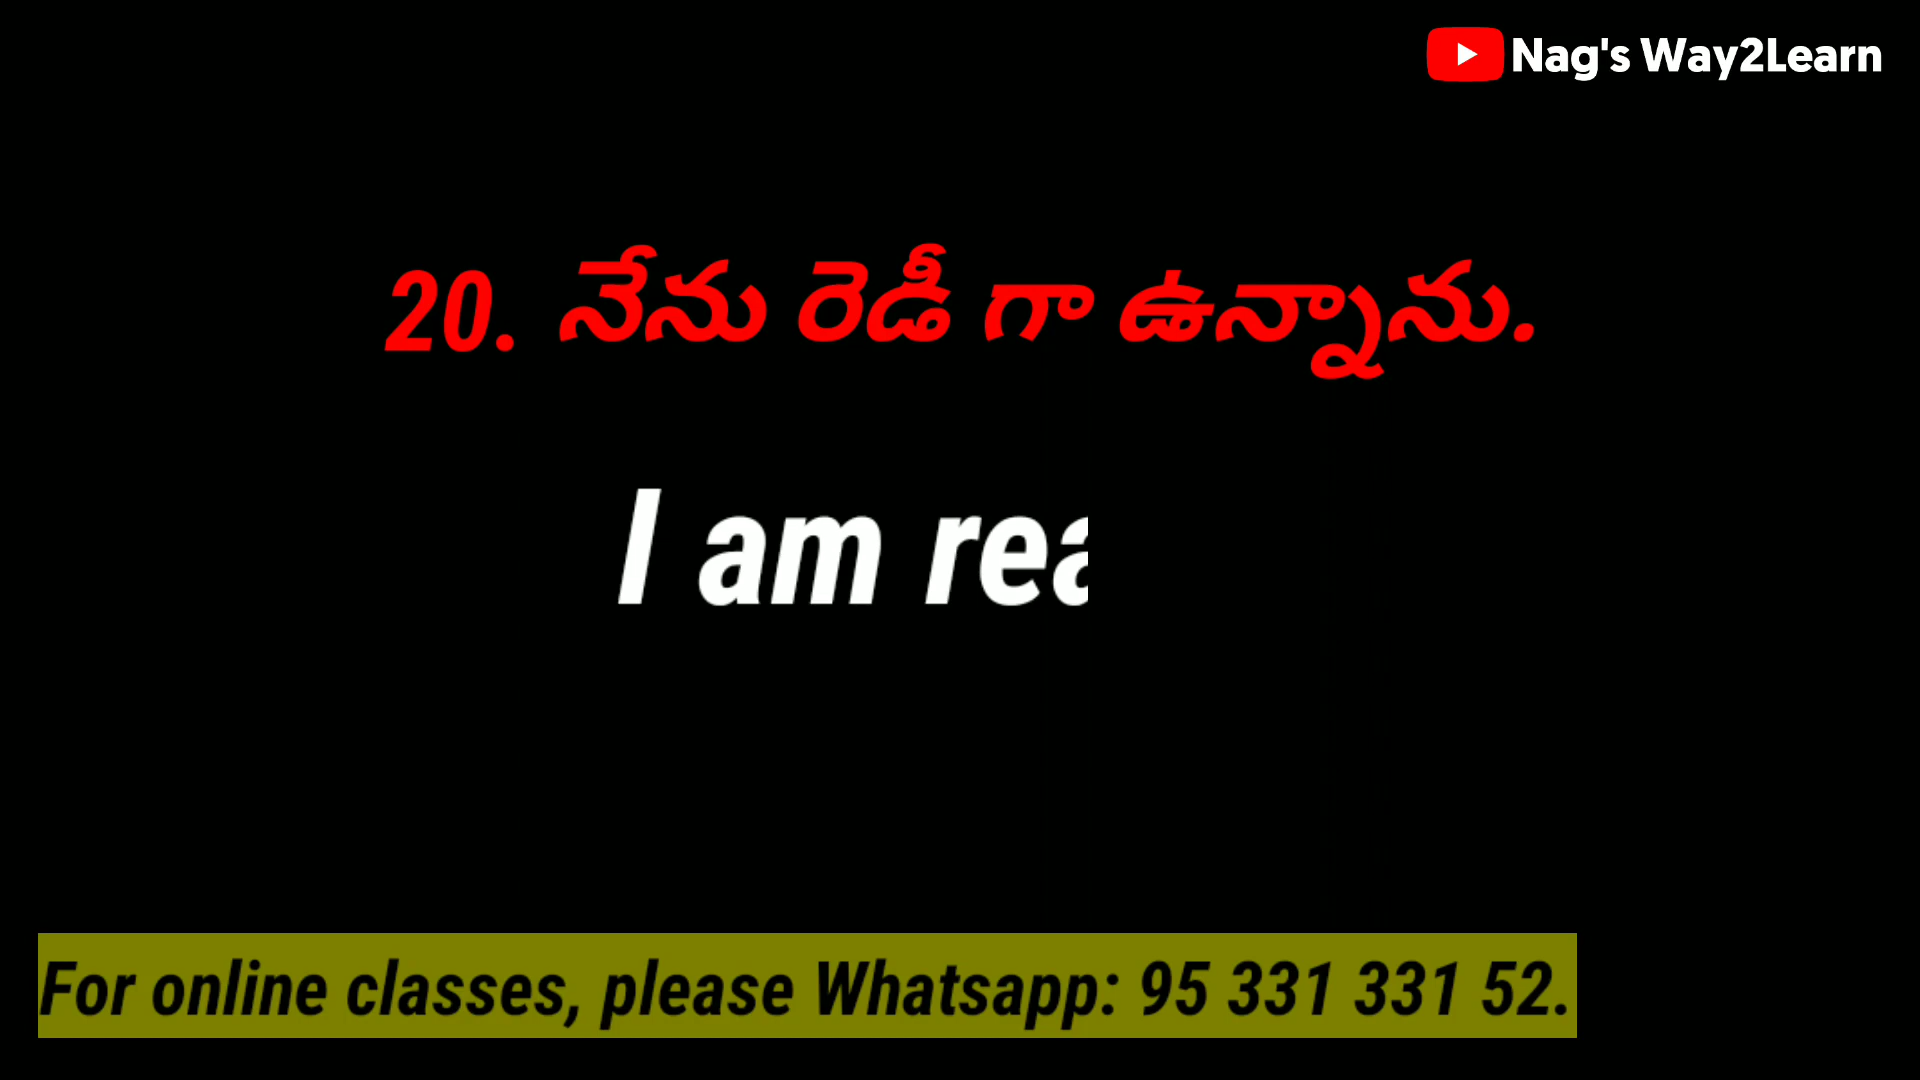 Nag's Way2Learn
20. నేను రెడీ గా ఉన్నాను.
I am rea
For online classes, please Whatsapp: 95 331 331 52.